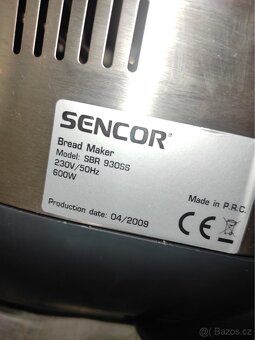 SENCOR®
Bread Maker
Model: SBR 930SS
230V/50Hz
600W
Made in P.R.C.
Production date: 04/2009
CE
Bazos.cz